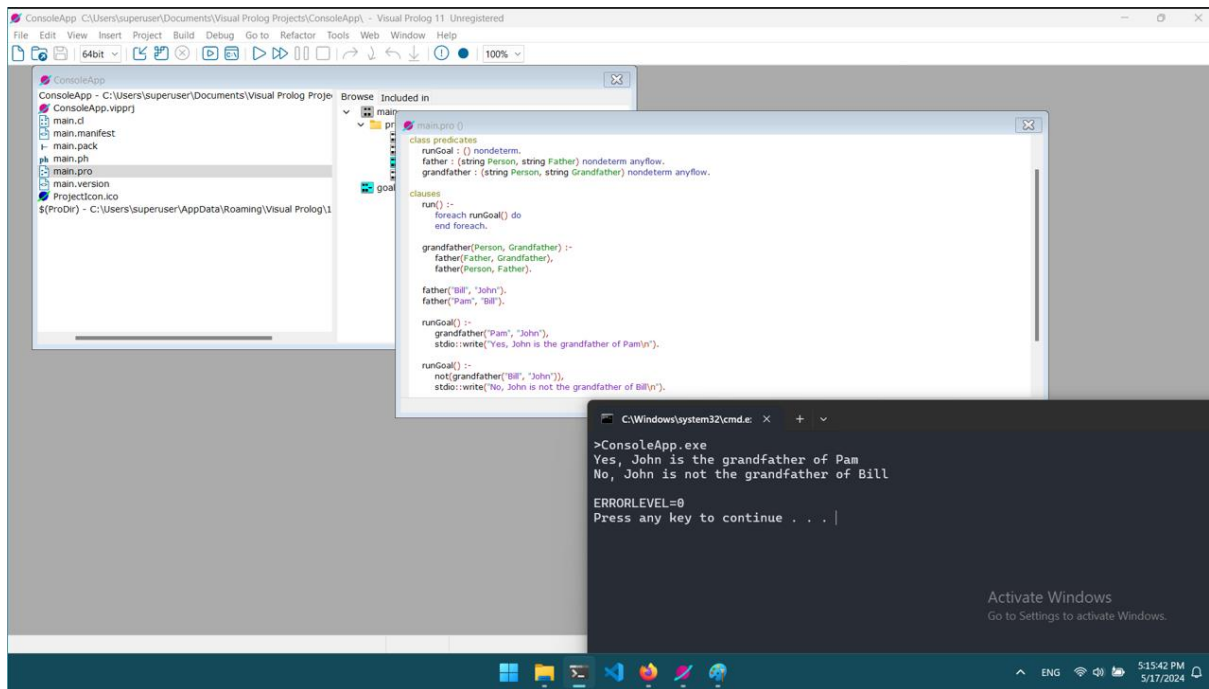 ConsoleApp C:\Users\superuser\Documents\Visual Prolog Projects\ConsoleApp\ - Visual Prolog 11 Unregistered
File Edit View Insert Project Build Debug Go to Refactor Tools Web Window Help
64bit
100%
ConsoleApp
ConsoleApp - C:\Users\superuser\Documents\Visual Prolog Proje
ConsoleApp.vipprj
main.cl
main.manifest
main.pack
main.ph
main.pro
main.version
ProjectIcon.ico
$(ProDir) - C:\Users\superuser\AppData\Roaming\Visual Prolog\1
Browse Included in
main
pr
goal
main.pro ()
class predicates
runGoal : () nondeterm.
father : (string Person, string Father) nondeterm anyflow.
grandfather : (string Person, string Grandfather) nondeterm anyflow.
clauses
run() :-
foreach runGoal() do
end foreach.
grandfather(Person, Grandfather) :-
father(Father, Grandfather),
father(Person, Father).
father("Bill", "John").
father("Pam", "Bill").
runGoal() :-
grandfather("Pam", "John"),
stdio::write("Yes, John is the grandfather of Pam\n").
runGoal() :-
not(grandfather("Bill", "John")),
stdio::write("No, John is not the grandfather of Bill\n").
C:\Windows\system32\cmd.e
>ConsoleApp.exe
Yes, John is the grandfather of Pam
No, John is not the grandfather of Bill
ERRORLEVEL=0
Press any key to continue . . .
Activate Windows
Go to Settings to activate Windows.
ENG
5:15:42 PM
5/17/2024